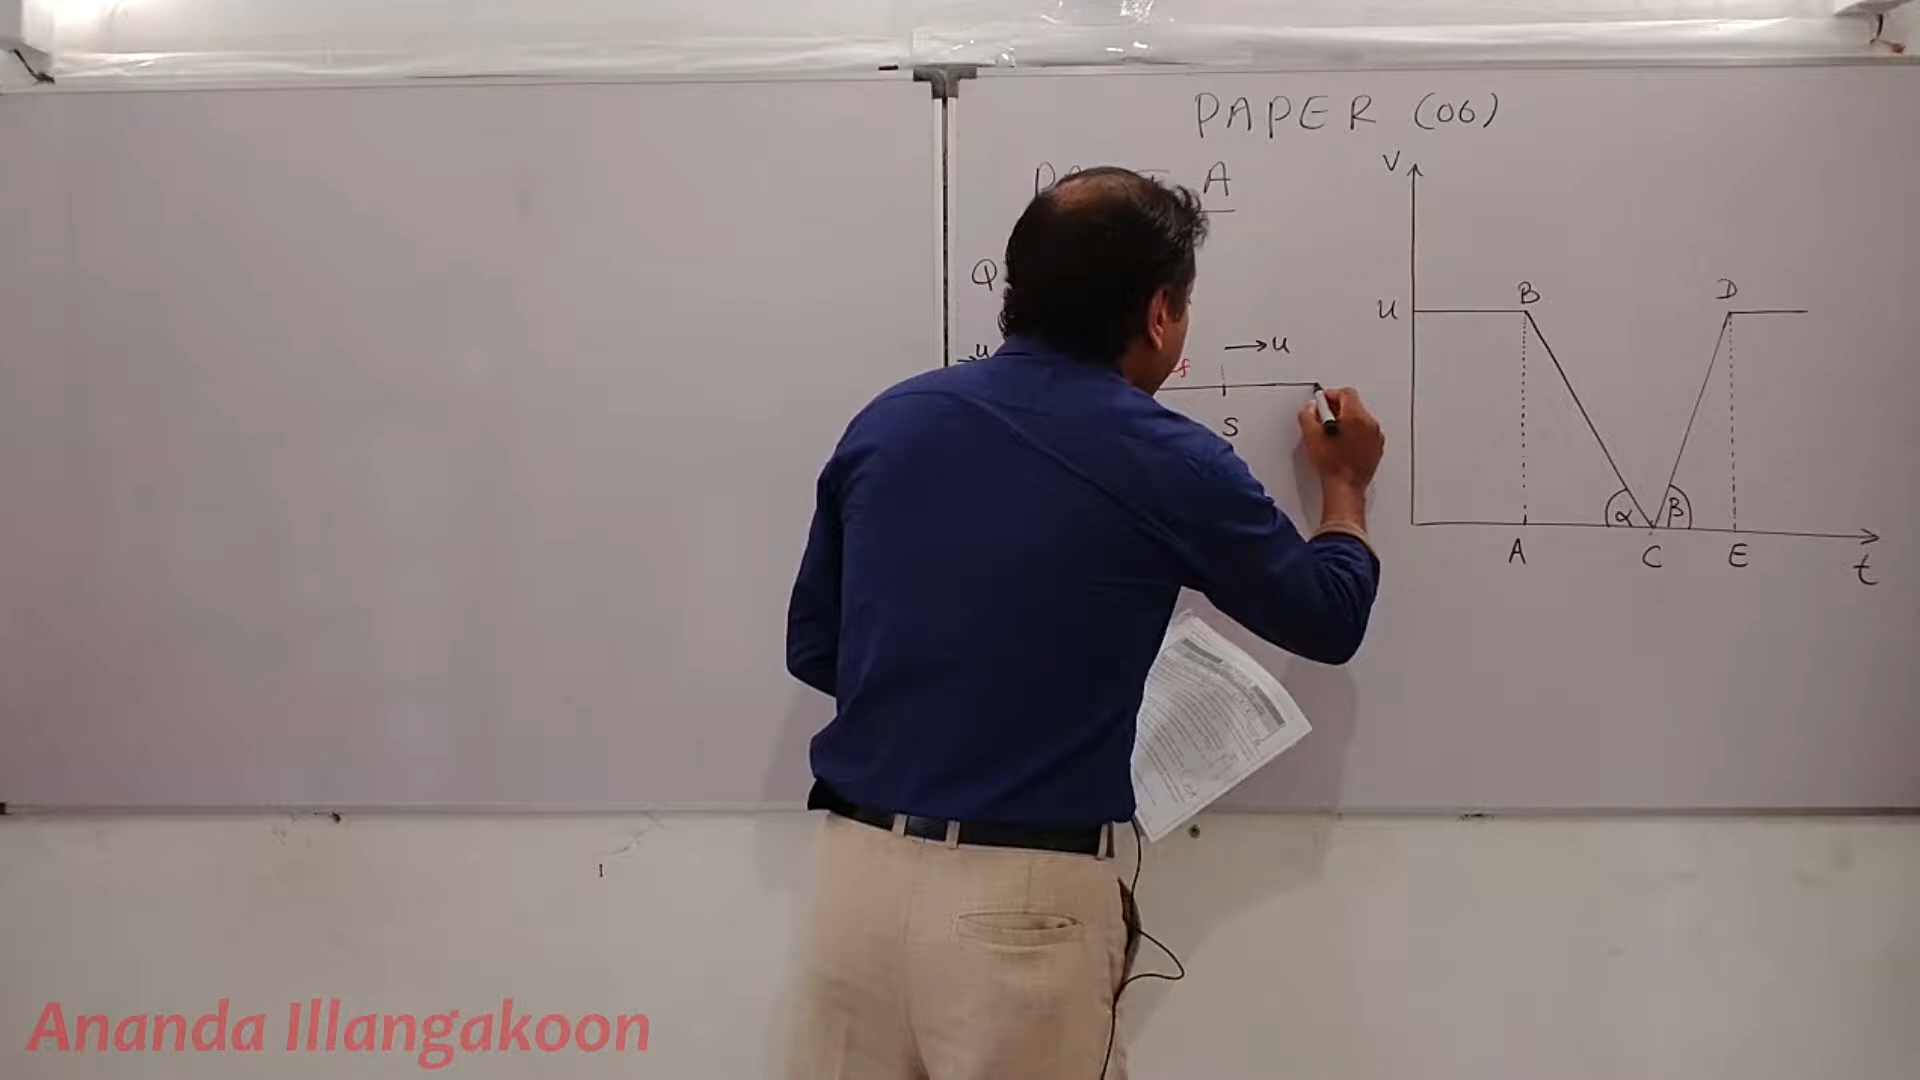 PAPER (06)
A
Q
u
f
→u
S
V
u
B
D
α
β
A
C
E
t
Ananda Illangakoon